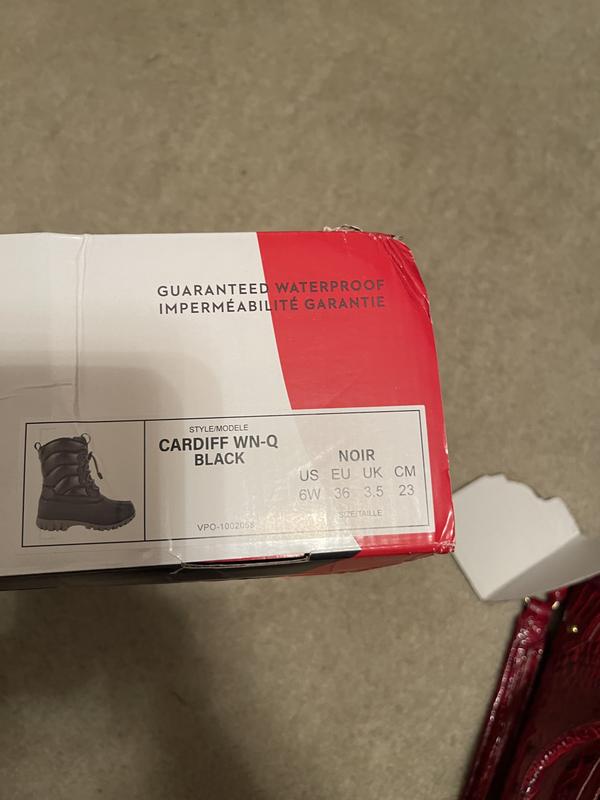 GUARANTEED WATERPROOF
IMPERMÉABILITÉ GARANTIE
STYLE/MODELE
CARDIFF WN-Q
BLACK
NOIR
US EU UK CM
6W 36 3.5 23
SIZE/TAILLE
VPO-1002058